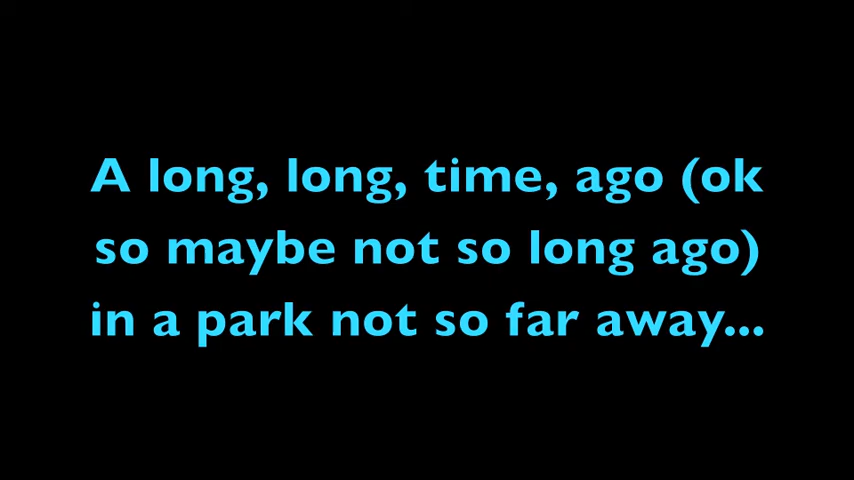 A long, long, time, ago (ok
so maybe not so long ago)
in a park not so far away...